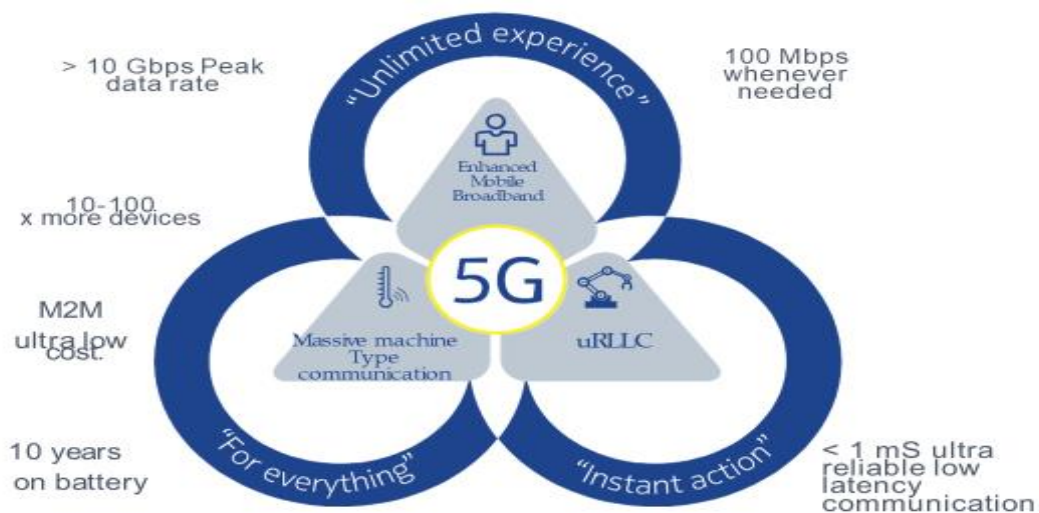 “Unlimited experience”
> 10 Gbps Peak
data rate
100 Mbps
whenever
needed
Enhanced
Mobile
Broadband
10-100
x more devices
5G
M2M
ultra low
cost.
Massive machine
Type
communication
uRLLC
10 years
on battery
“For everything”
“Instant action”
< 1 mS ultra
reliable low
latency
communication